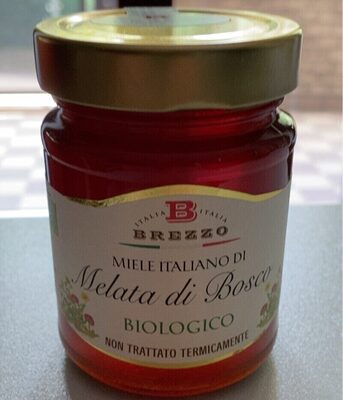 ITALIA B ITALIA
BREZZO
MIELE ITALIANO DI
Melata di Bosco
BIOLOGICO
NON TRATTATO TERMICAMENTE